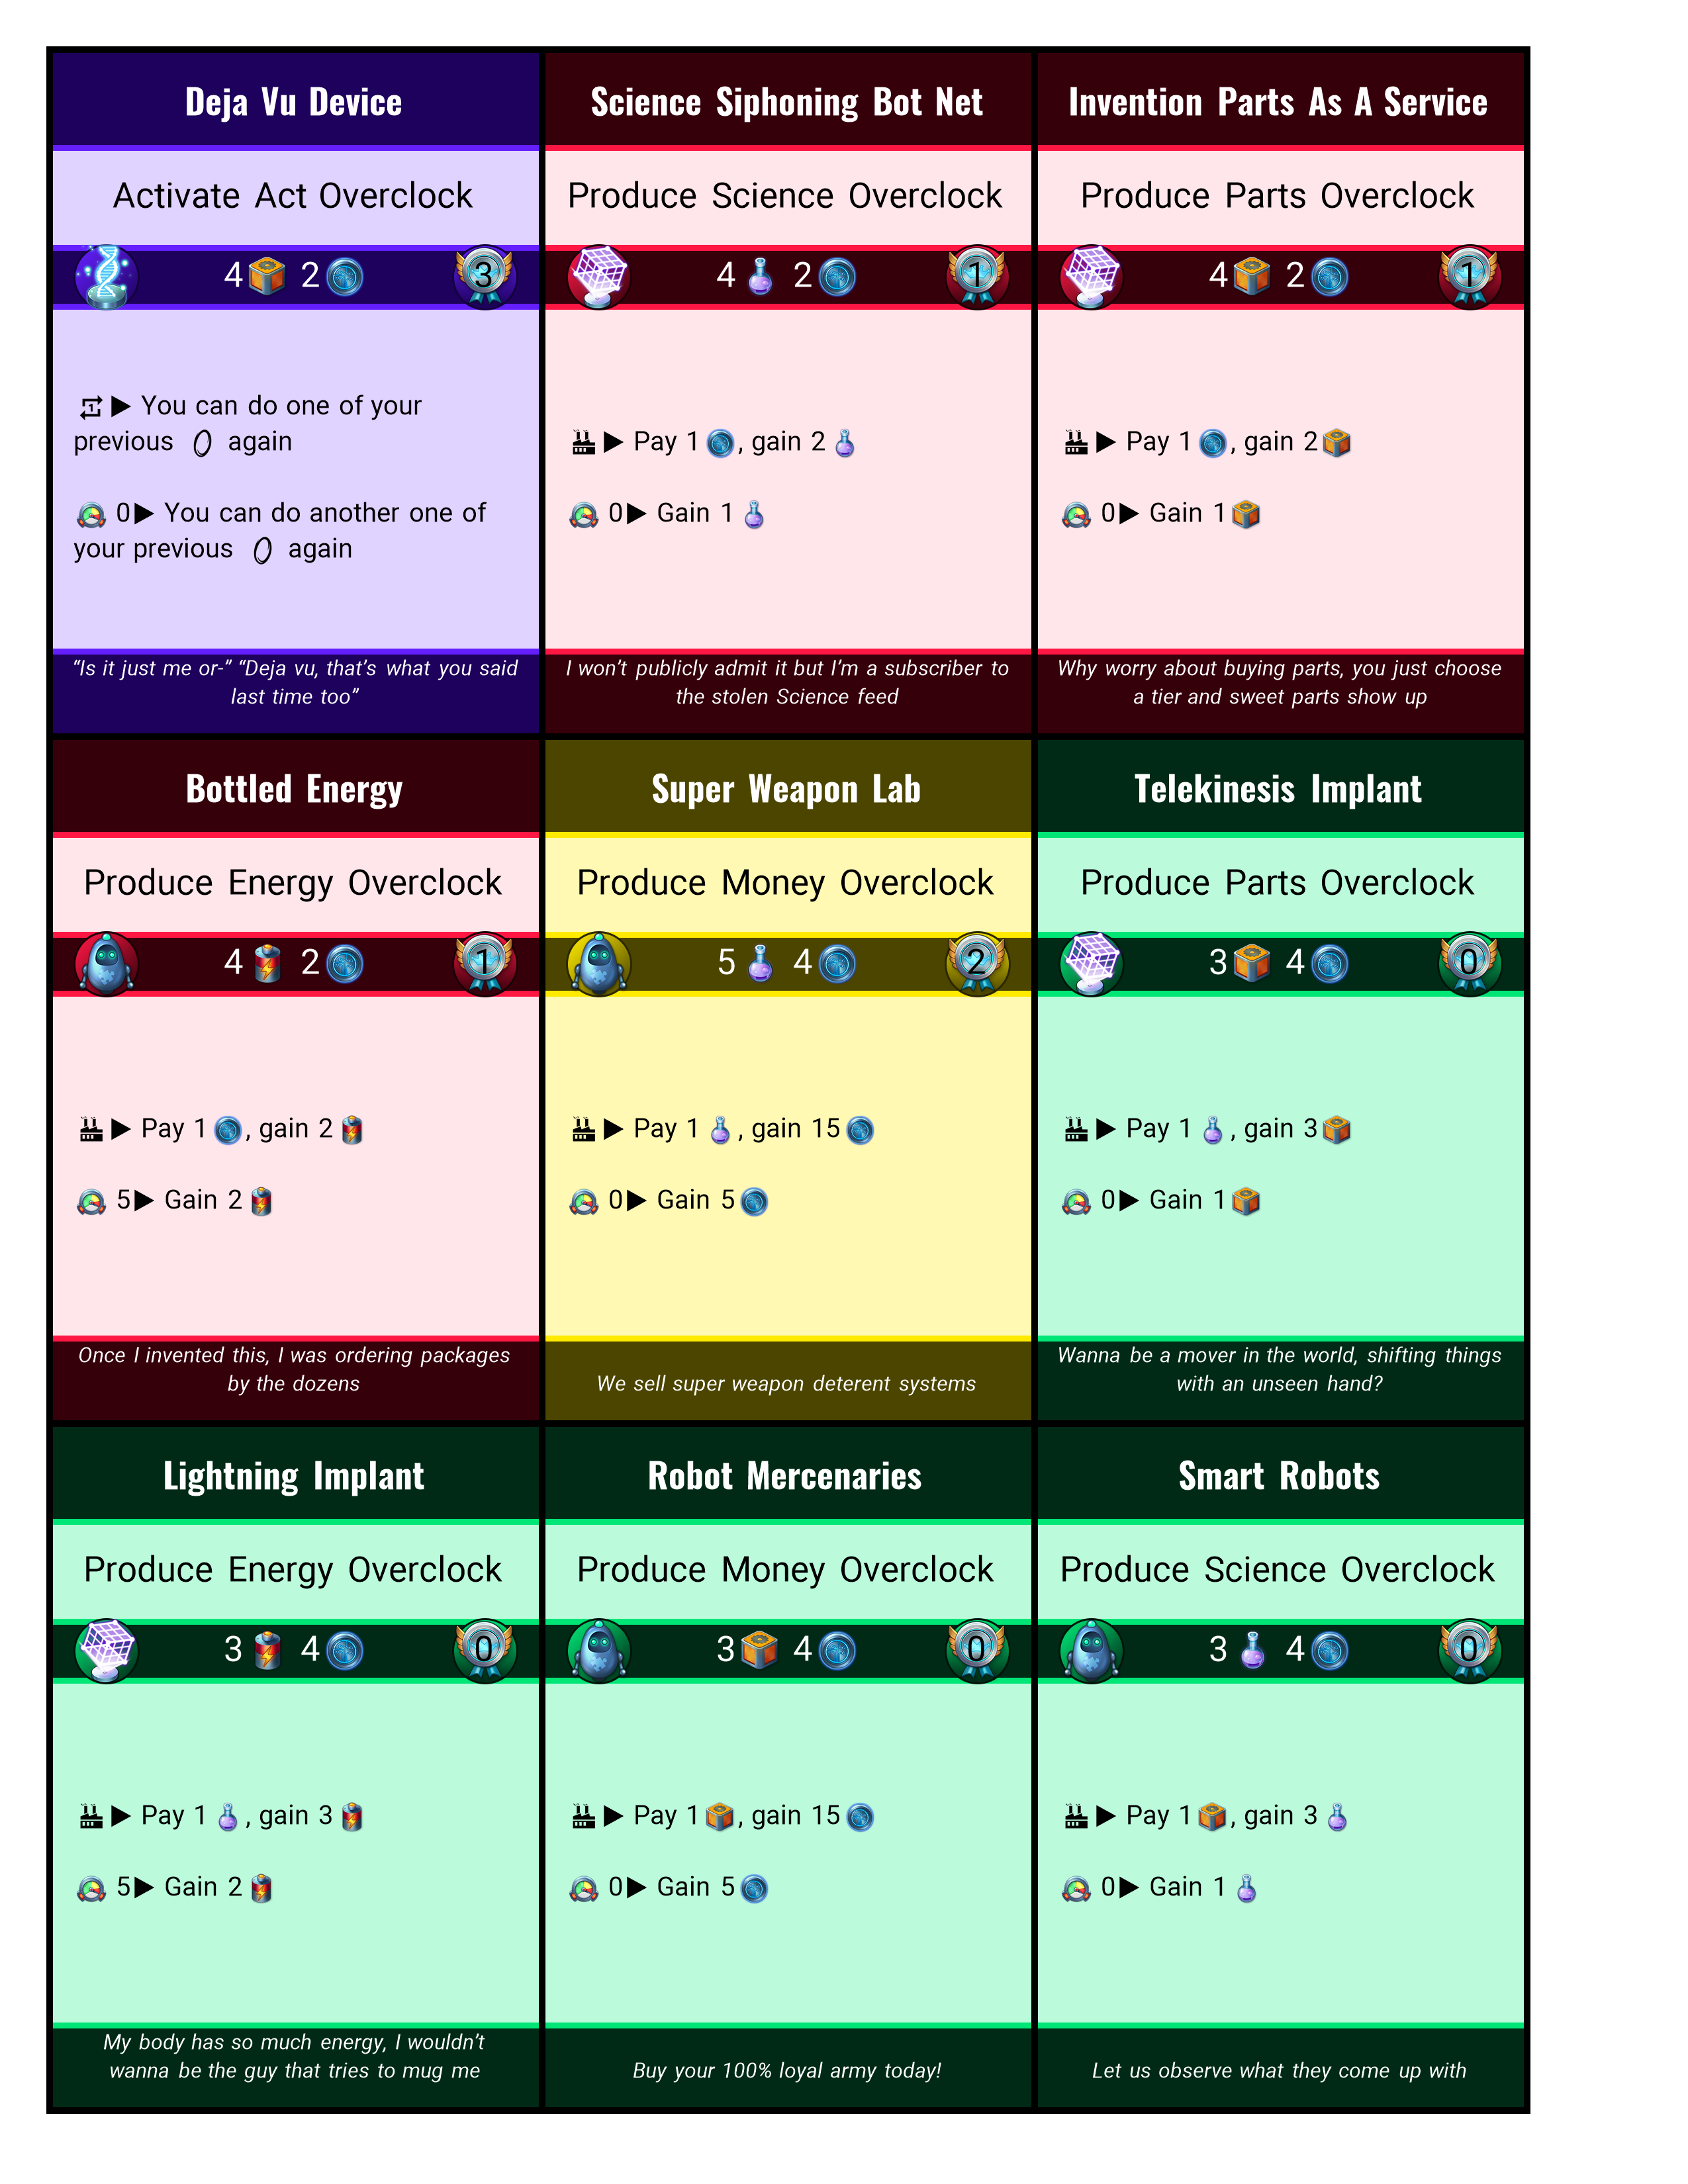 Deja Vu Device
Activate Act Overclock
4 2 3
1 ▶ You can do one of your
previous again
0▶ You can do another one of
your previous again
“Is it just me or-” “Deja vu, that’s what you said
last time too”
Science Siphoning Bot Net
Produce Science Overclock
4 2 1
▶ Pay 1 , gain 2
0▶ Gain 1
I won’t publicly admit it but I’m a subscriber to
the stolen Science feed
Invention Parts As A Service
Produce Parts Overclock
4 2 1
▶ Pay 1 , gain 2
0▶ Gain 1
Why worry about buying parts, you just choose
a tier and sweet parts show up
Bottled Energy
Produce Energy Overclock
4 2 1
▶ Pay 1 , gain 2
5▶ Gain 2
Once I invented this, I was ordering packages
by the dozens
Super Weapon Lab
Produce Money Overclock
5 4 2
▶ Pay 1 , gain 15
0▶ Gain 5
We sell super weapon deterent systems
Telekinesis Implant
Produce Parts Overclock
3 4 0
▶ Pay 1 , gain 3
0▶ Gain 1
Wanna be a mover in the world, shifting things
with an unseen hand?
Lightning Implant
Produce Energy Overclock
3 4 0
▶ Pay 1 , gain 3
5▶ Gain 2
My body has so much energy, I wouldn’t
wanna be the guy that tries to mug me
Robot Mercenaries
Produce Money Overclock
3 4 0
▶ Pay 1 , gain 15
0▶ Gain 5
Buy your 100% loyal army today!
Smart Robots
Produce Science Overclock
3 4 0
▶ Pay 1 , gain 3
0▶ Gain 1
Let us observe what they come up with